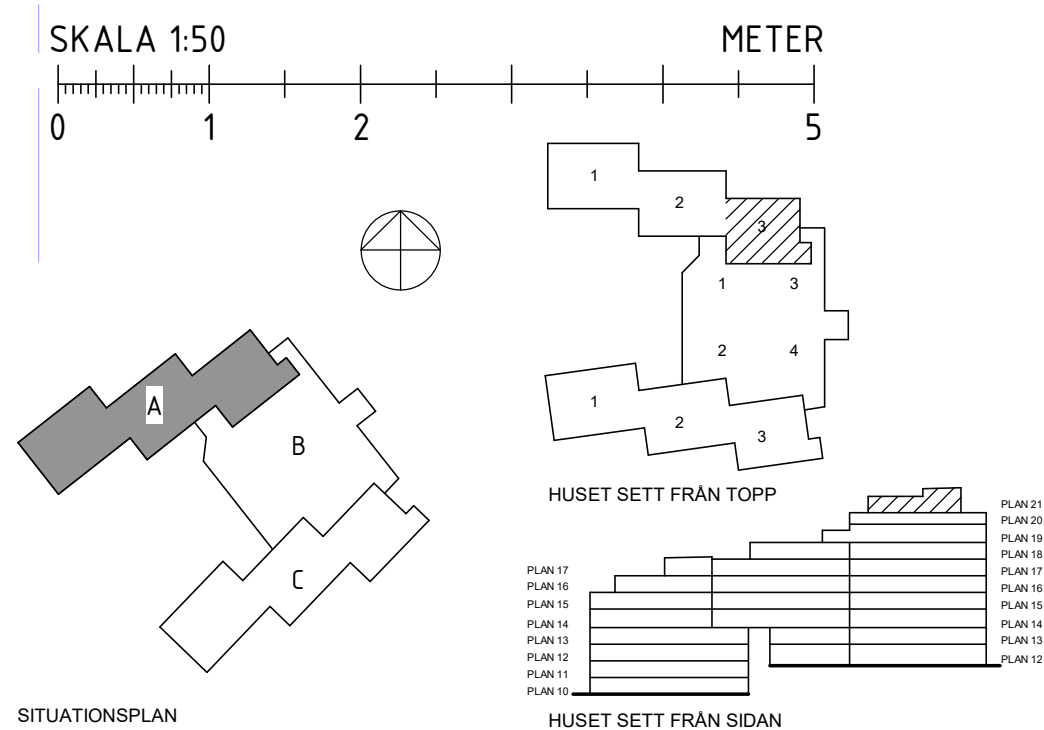 SKALA 1:50 METER
0 1 2 5
1
2
3
1 3
2 4
1
2
3
HUSET SETT FRÅN TOPP
A
B
C
SITUATIONSPLAN
PLAN 17
PLAN 16
PLAN 15
PLAN 14
PLAN 13
PLAN 12
PLAN 11
PLAN 10
PLAN 21
PLAN 20
PLAN 19
PLAN 18
PLAN 17
PLAN 16
PLAN 15
PLAN 14
PLAN 13
PLAN 12
HUSET SETT FRÅN SIDAN